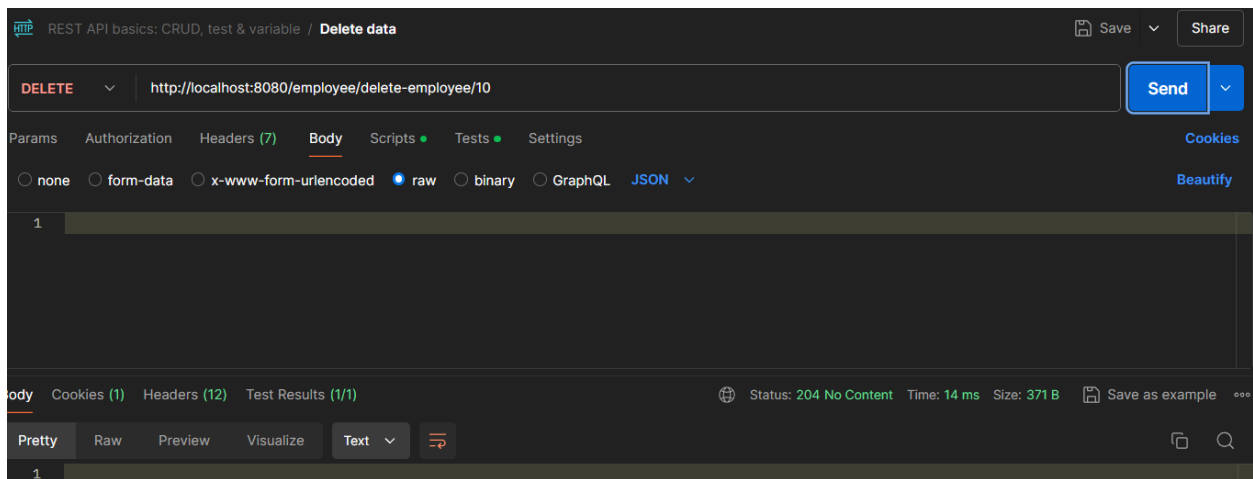 HTTP REST API basics: CRUD, test & variable / Delete data Save Share
DELETE http://localhost:8080/employee/delete-employee/10 Send
Params Authorization Headers (7) Body Scripts Tests Settings Cookies
none form-data x-www-form-urlencoded raw binary GraphQL JSON Beautify
1
ody Cookies (1) Headers (12) Test Results (1/1) Status: 204 No Content Time: 14 ms Size: 371 B Save as example
Pretty Raw Preview Visualize Text
1